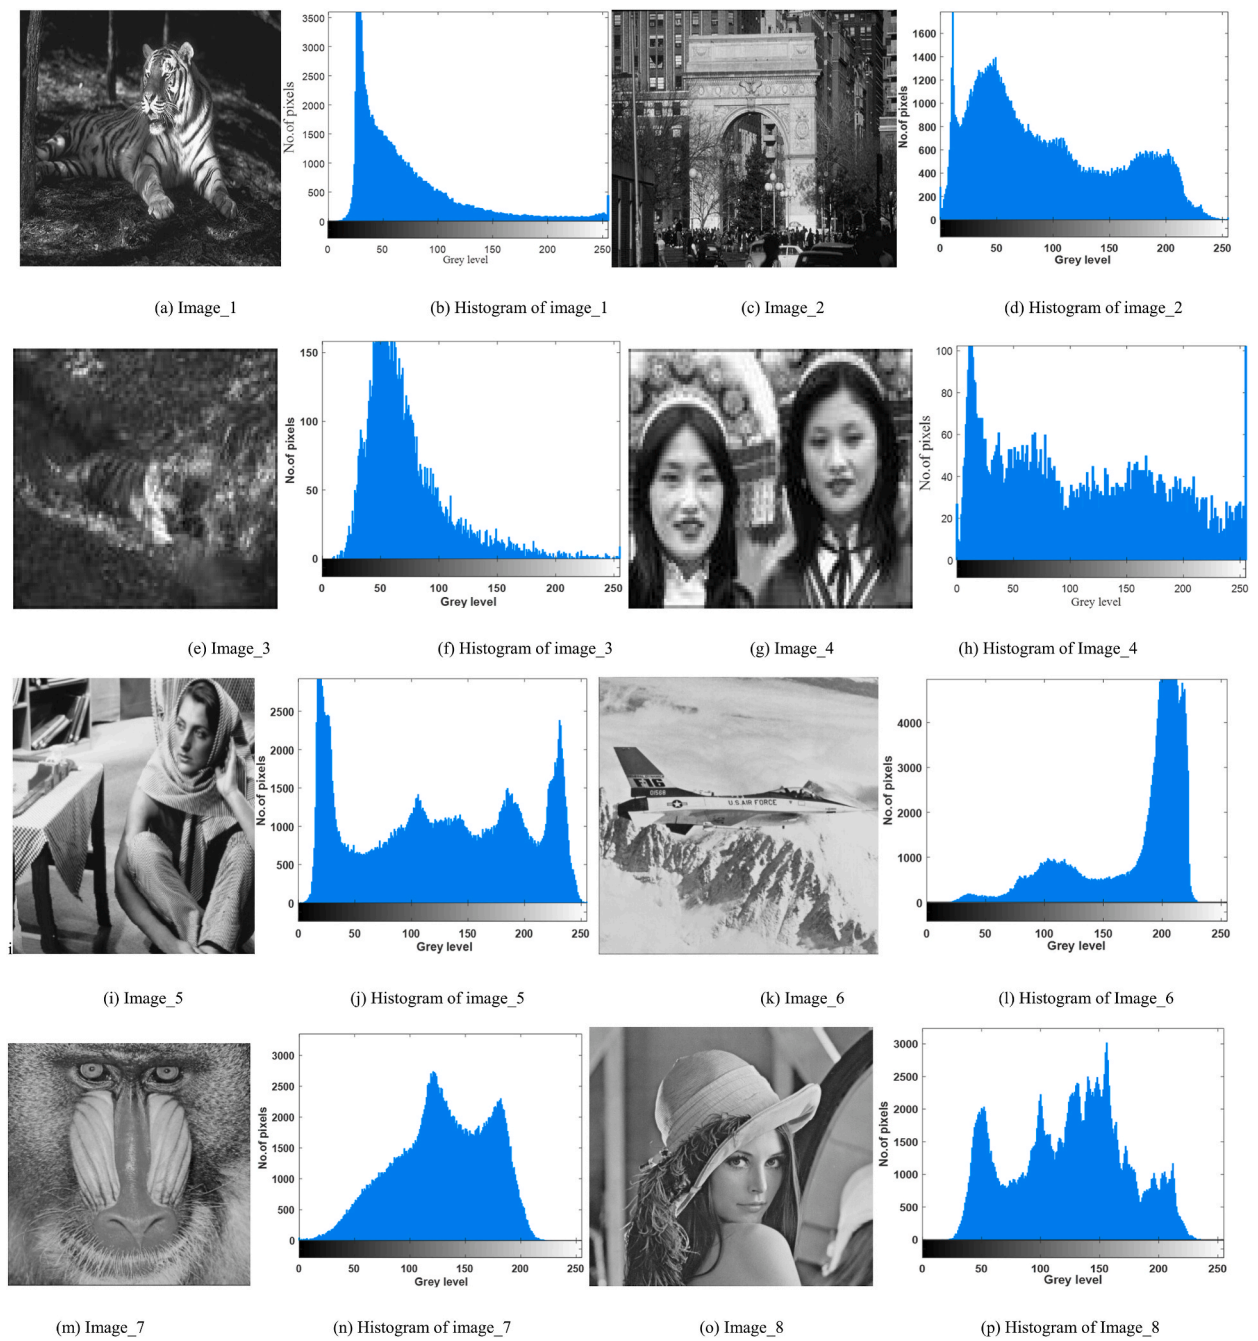 3500
3000
2500
2000
1500
1000
500
0
No.of pixels
0 50 100 150 200 250
Grey level
1600
1400
1200
1000
800
600
400
200
0
No.of pixels
0 50 100 150 200 250
Grey level
(a) Image_1 (b) Histogram of image_1 (c) Image_2 (d) Histogram of image_2
150
100
50
0
No.of pixels
0 50 100 150 200 250
Grey level
100
80
60
40
20
0
No.of pixels
0 50 100 150 200 250
Grey level
(e) Image_3 (f) Histogram of image_3 (g) Image_4 (h) Histogram of Image_4
2500
2000
1500
1000
500
0
No.of pixels
0 50 100 150 200 250
Grey level
F16
01568
U.S. AIR FORCE
4000
3000
2000
1000
0
No.of pixels
0 50 100 150 200 250
Grey level
i
(i) Image_5 (j) Histogram of image_5 (k) Image_6 (l) Histogram of Image_6
3000
2500
2000
1500
1000
500
0
No.of pixels
0 50 100 150 200 250
Grey level
3000
2500
2000
1500
1000
500
0
No.of pixels
0 50 100 150 200 250
Grey level
(m) Image_7 (n) Histogram of image_7 (o) Image_8 (p) Histogram of Image_8